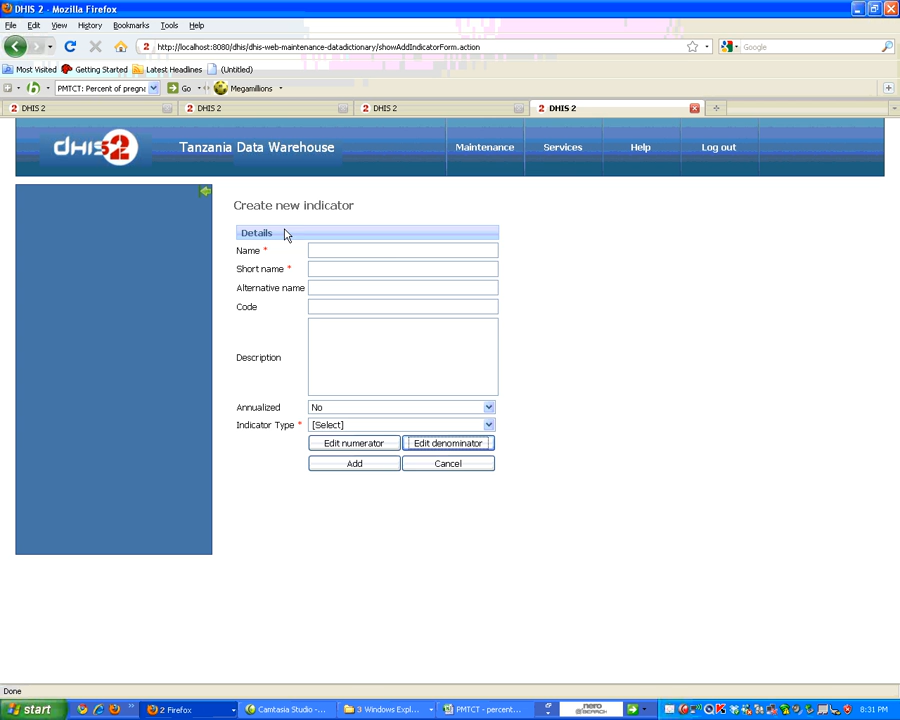 DHIS 2 - Mozilla Firefox
File Edit View History Bookmarks Tools Help
http://localhost:8080/dhis/dhis-web-maintenance-datadictionary/showAddIndicatorForm.action
Google
Most Visited Getting Started Latest Headlines (Untitled)
PMTCT: Percent of pregna Go Megamillions
DHIS 2 DHIS 2 DHIS 2 DHIS 2
dhis2 Tanzania Data Warehouse Maintenance Services Help Log out
Create new indicator
Details
Name *
Short name *
Alternative name
Code
Description
Annualized No
Indicator Type * [Select]
Edit numerator Edit denominator
Add Cancel
Done
start 2 Firefox Camtasia Studio -... 3 Windows Expl... PMTCT - percent... nero SEARCH 8:31 PM